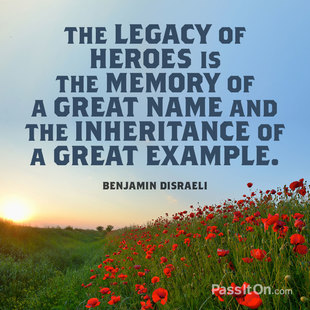 THE LEGACY OF
HEROES IS
THE MEMORY OF
A GREAT NAME AND
THE INHERITANCE OF
A GREAT EXAMPLE.
BENJAMIN DISRAELI
PassItOn.com